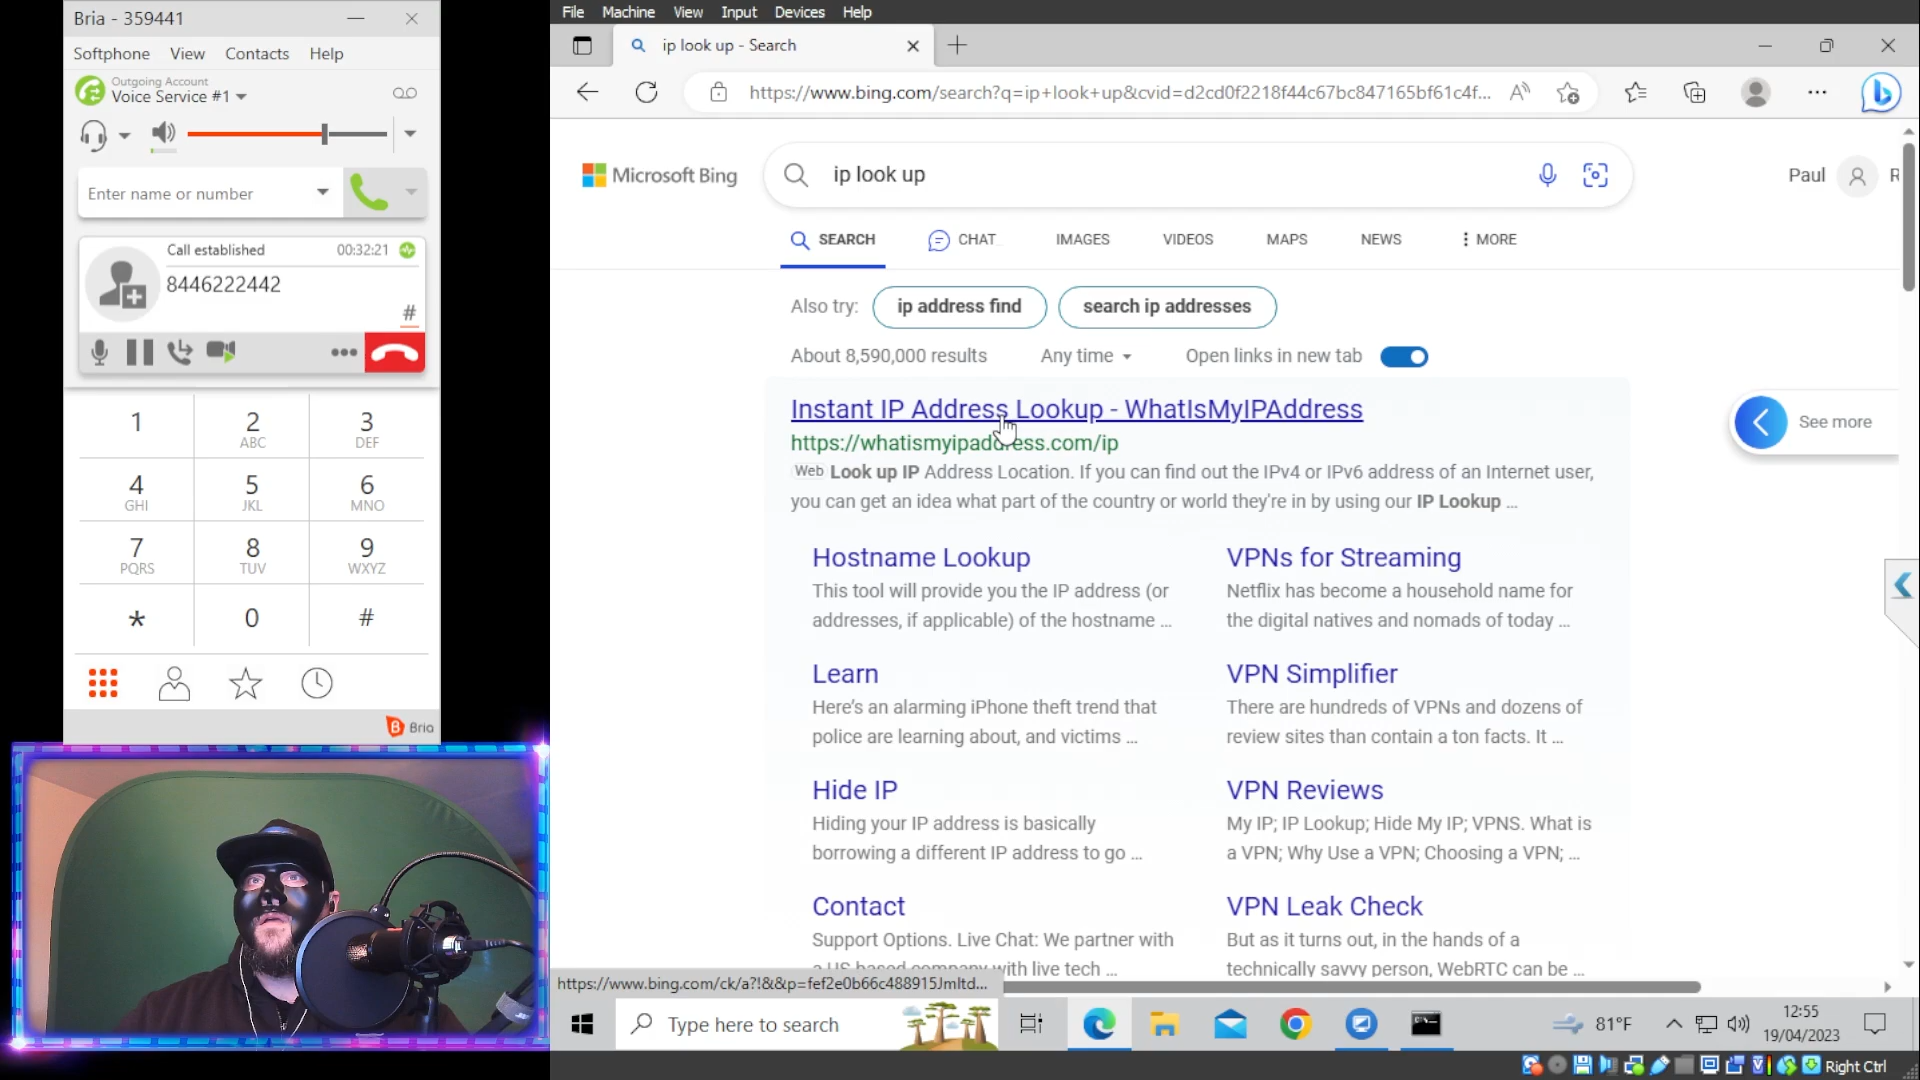 Bria - 359441
Softphone View Contacts Help
Outgoing Account
Voice Service #1
Enter name or number
Call established 00:32:21
8446222442
#
1
2 ABC
3 DEF
4 GHI
5 JKL
6 MNO
7 PQRS
8 TUV
9 WXYZ
*
0
#
Bria
File Machine View Input Devices Help
ip look up - Search
https://www.bing.com/search?q=ip+look+up&cvid=d2cd0f2218f44c67bc847165bf61c4f...
Microsoft Bing
ip look up
Paul
R
SEARCH CHAT IMAGES VIDEOS MAPS NEWS MORE
Also try: ip address find search ip addresses
About 8,590,000 results Any time Open links in new tab
Instant IP Address Lookup - WhatIsMyIPAddress
https://whatismyipaddress.com/ip
Web Look up IP Address Location. If you can find out the IPv4 or IPv6 address of an Internet user,
you can get an idea what part of the country or world they're in by using our IP Lookup ...
See more
Hostname Lookup
This tool will provide you the IP address (or
addresses, if applicable) of the hostname ...
VPNs for Streaming
Netflix has become a household name for
the digital natives and nomads of today ...
Learn
Here's an alarming iPhone theft trend that
police are learning about, and victims ...
VPN Simplifier
There are hundreds of VPNs and dozens of
review sites than contain a ton facts. It ...
Hide IP
Hiding your IP address is basically
borrowing a different IP address to go ...
VPN Reviews
My IP; IP Lookup; Hide My IP; VPNS. What is
a VPN; Why Use a VPN; Choosing a VPN; ...
Contact
Support Options. Live Chat: We partner with
a US based company with live tech ...
VPN Leak Check
But as it turns out, in the hands of a
technically savvy person, WebRTC can be ...
https://www.bing.com/ck/a?!&&p=fef2e0b66c488915JmItd...
Type here to search
81°F
12:55
19/04/2023
Right Ctrl